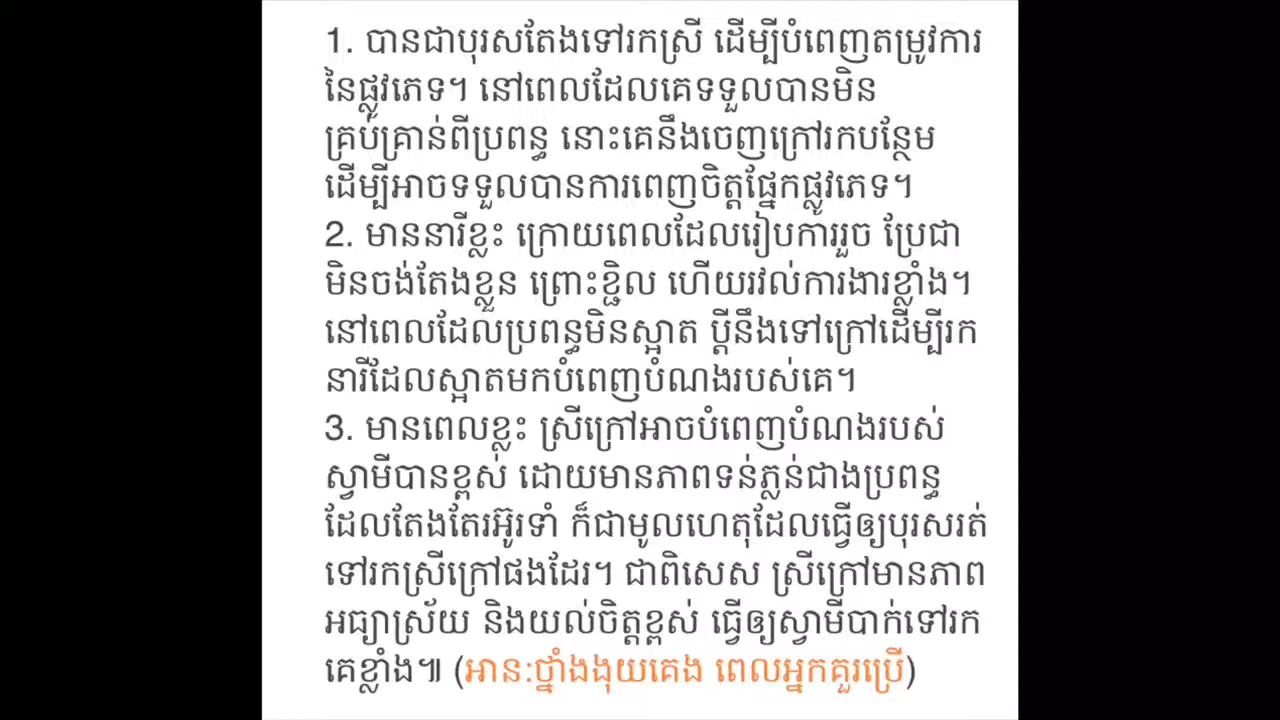 1. បានជាបុរសតែងទៅរកស្រី ដើម្បីបំពេញតម្រូវការ
នៃផ្លូវភេទ។ នៅពេលដែលគេទទួលបានមិន
គ្រប់គ្រាន់ពីប្រពន្ធ នោះគេនឹងចេញក្រៅរកបន្ថែម
ដើម្បីអាចទទួលបានការពេញចិត្តផ្នែកផ្លូវភេទ។
2. មាននារីខ្លះ ក្រោយពេលដែលរៀបការរួច ប្រែជា
មិនចង់តែងខ្លួន ព្រោះខ្ជិល ហើយរវល់ការងារខ្លាំង។
នៅពេលដែលប្រពន្ធមិនស្អាត ប្តីនឹងទៅក្រៅដើម្បីរក
នារីដែលស្អាតមកបំពេញបំណងរបស់គេ។
3. មានពេលខ្លះ ស្រីក្រៅអាចបំពេញបំណងរបស់
ស្វាមីបានខ្ពស់ ដោយមានភាពទន់ភ្លន់ជាងប្រពន្ធ
ដែលតែងតែរអ៊ូរទាំ ក៏ជាមូលហេតុដែលធ្វើឲ្យបុរសរត់
ទៅរកស្រីក្រៅផងដែរ។ ជាពិសេស ស្រីក្រៅមានភាព
អធ្យាស្រ័យ និងយល់ចិត្តខ្ពស់ ធ្វើឲ្យស្វាមីបាក់ទៅរក
គេខ្លាំង៕ (អាន:ថ្នាំងងុយគេង ពេលអ្នកគួរប្រើ)